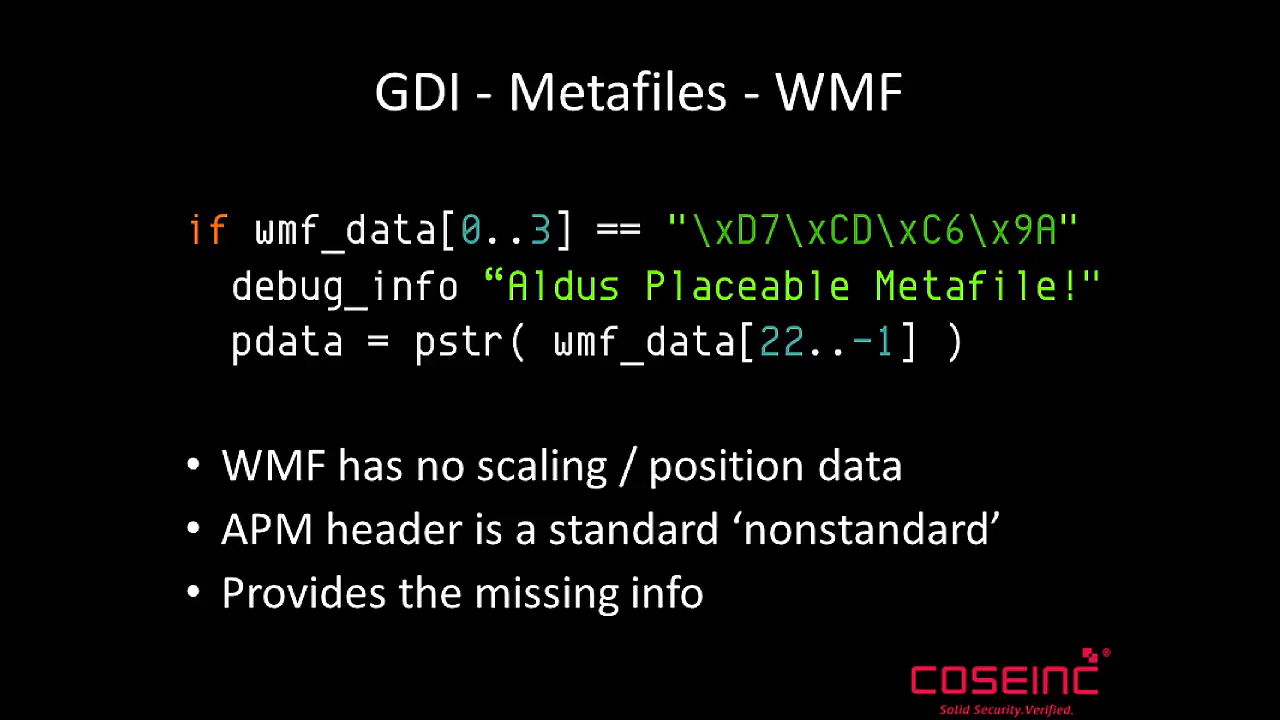 GDI - Metafiles - WMF
if wmf_data[0..3] == "\xD7\xCD\xC6\x9A"
debug_info “Aldus Placeable Metafile!"
pdata = pstr( wmf_data[22..-1] )
• WMF has no scaling / position data
• APM header is a standard ‘nonstandard’
• Provides the missing info
COSEINC®
Solid Security.Verified.